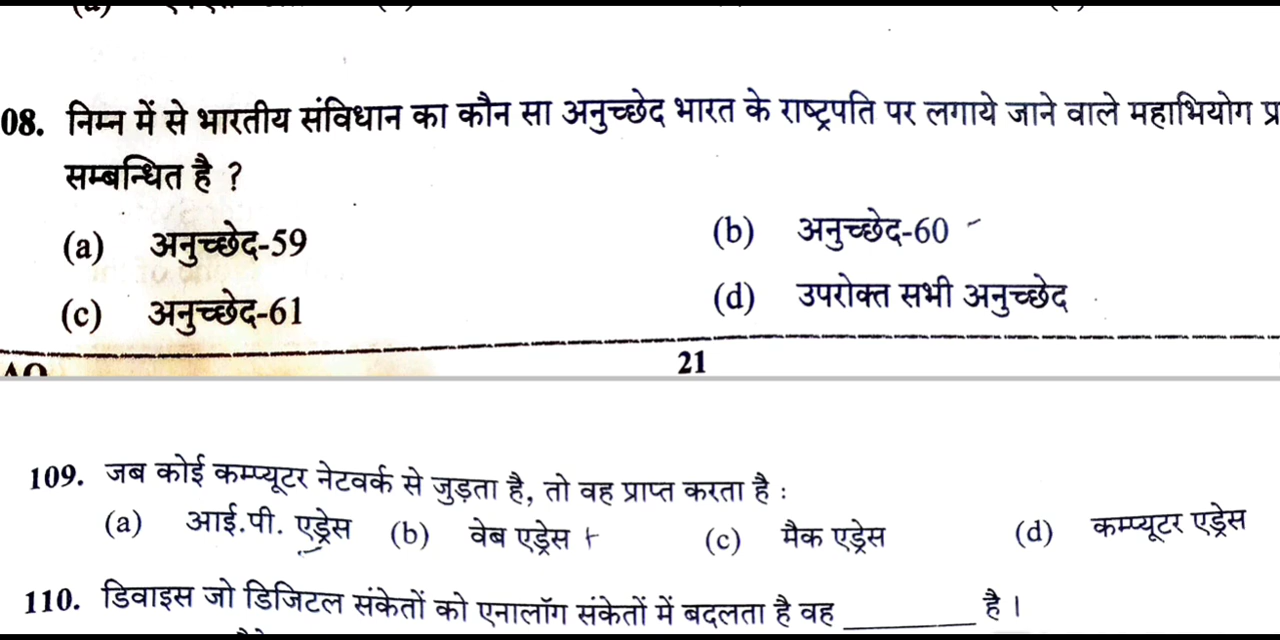 08. निम्न में से भारतीय संविधान का कौन सा अनुच्छेद भारत के राष्ट्रपति पर लगाये जाने वाले महाभियोग प्र
सम्बन्धित है ?
(a) अनुच्छेद-59 (b) अनुच्छेद-60
(c) अनुच्छेद-61 (d) उपरोक्त सभी अनुच्छेद
21
109. जब कोई कम्प्यूटर नेटवर्क से जुड़ता है, तो वह प्राप्त करता है :
(a) आई.पी. एड्रेस (b) वेब एड्रेस (c) मैक एड्रेस (d) कम्प्यूटर एड्रेस
110. डिवाइस जो डिजिटल संकेतों को एनालॉग संकेतों में बदलता है वह ________ है ।